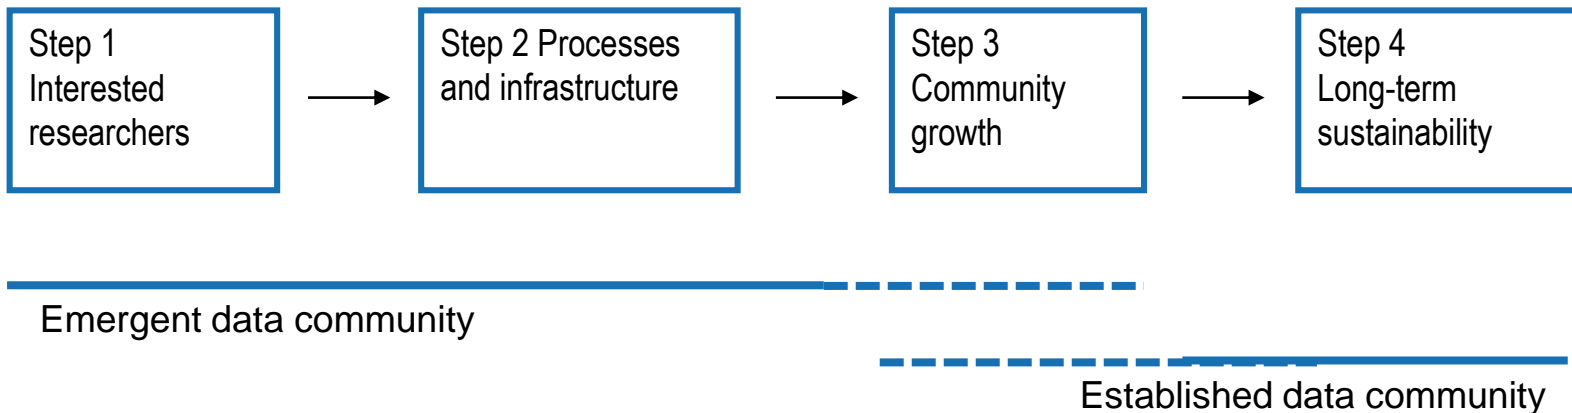 Step 1
Interested
researchers
Step 2 Processes
and infrastructure
Step 3
Community
growth
Step 4
Long-term
sustainability
Emergent data community
Established data community